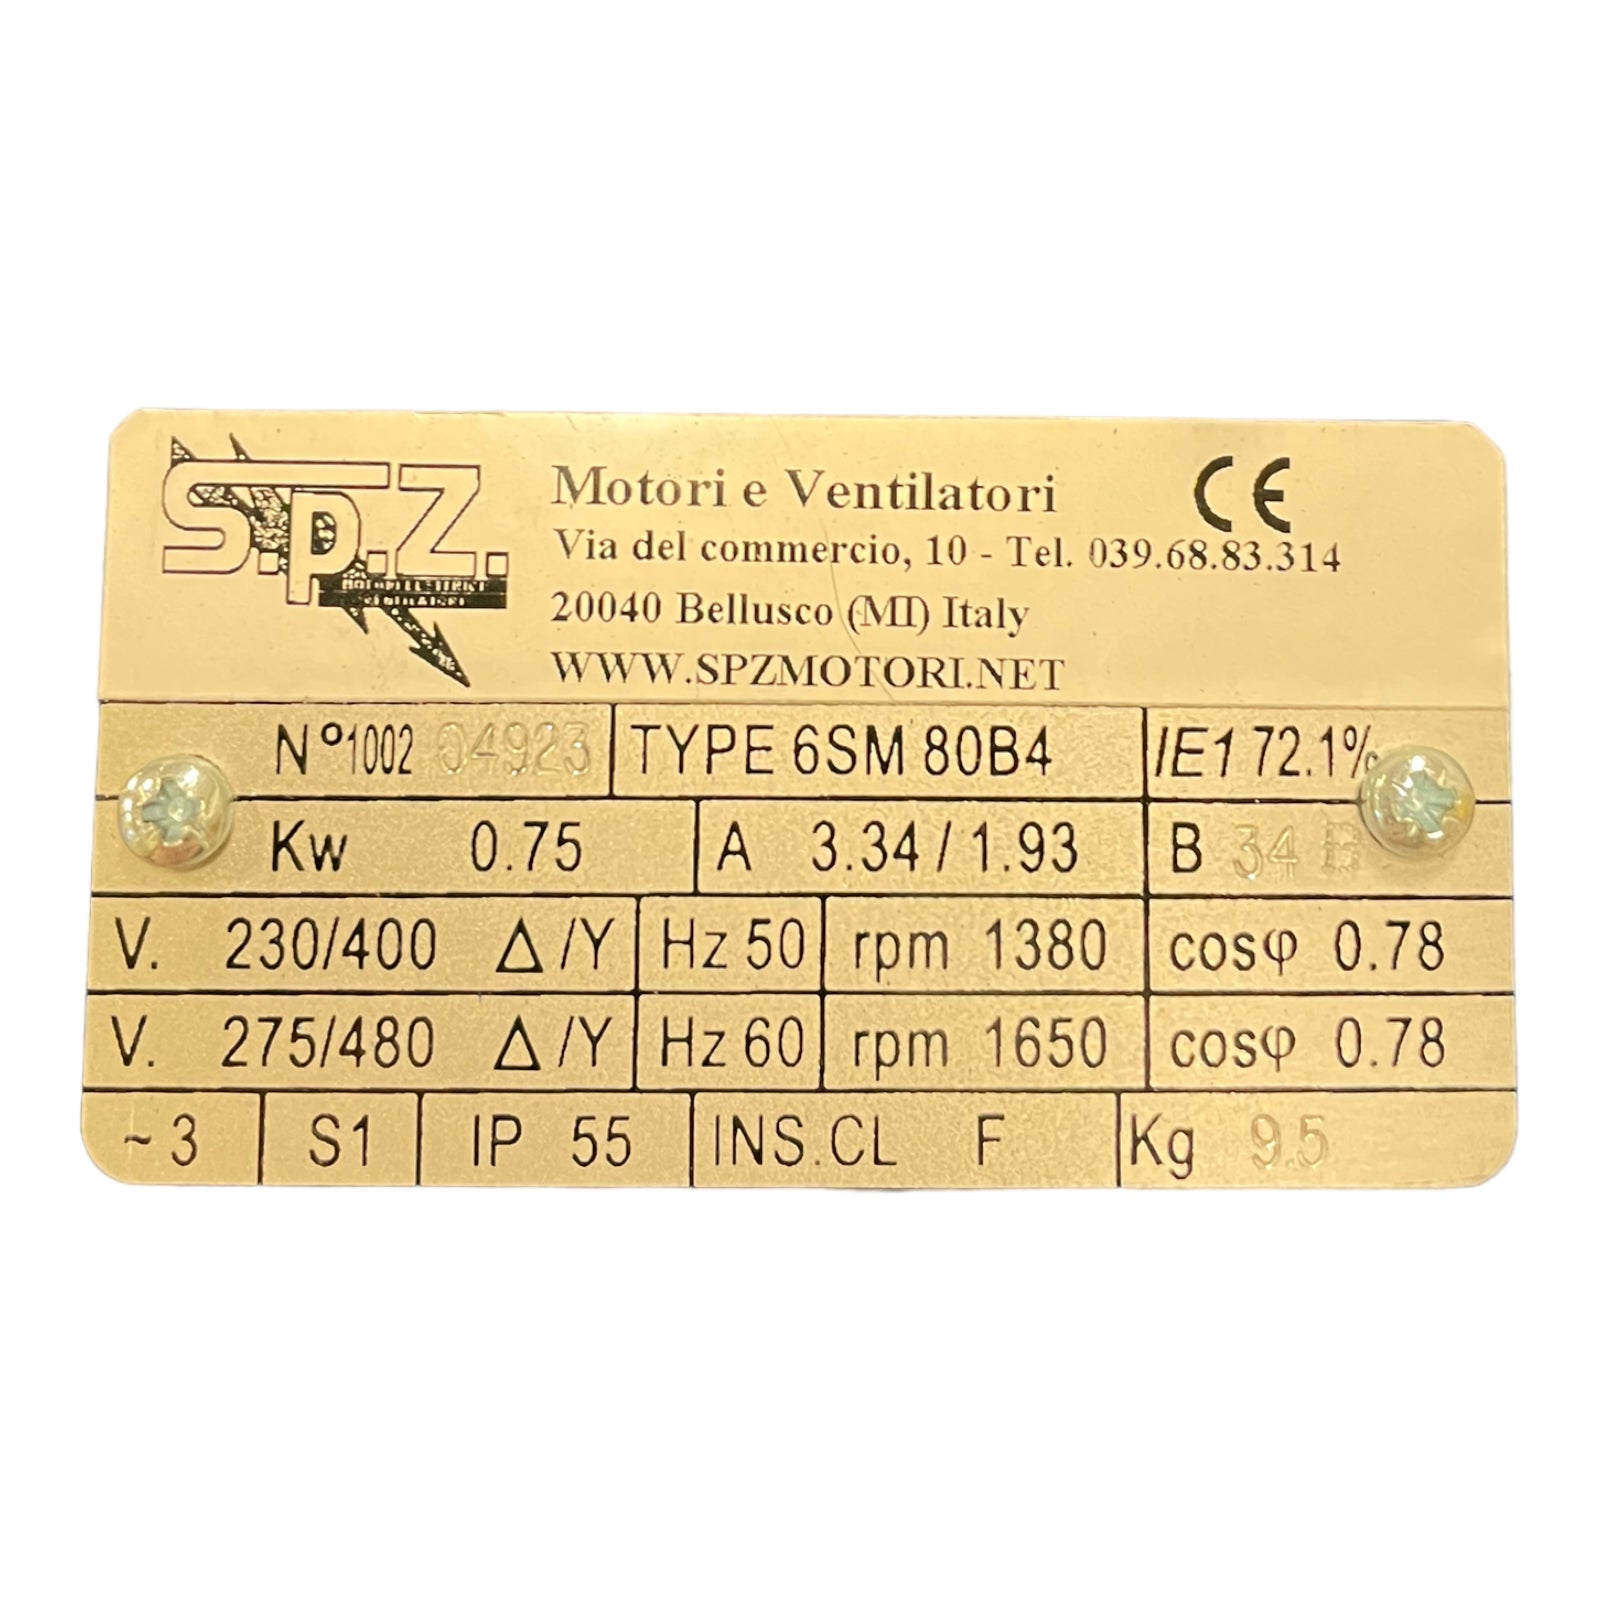 S.p.Z.
Motori e Ventilatori CE
Via del commercio, 10 - Tel. 039.68.83.314
20040 Bellusco (MI) Italy
WWW.SPZMOTORI.NET
N° 1002 04923 TYPE 6SM 80B4 IE1 72.1%
Kw 0.75 A 3.34 / 1.93 B 34 B
V. 230/400 Δ/Y Hz 50 rpm 1380 cosφ 0.78
V. 275/480 Δ/Y Hz 60 rpm 1650 cosφ 0.78
~3 S1 IP 55 INS.CL F Kg 9.5